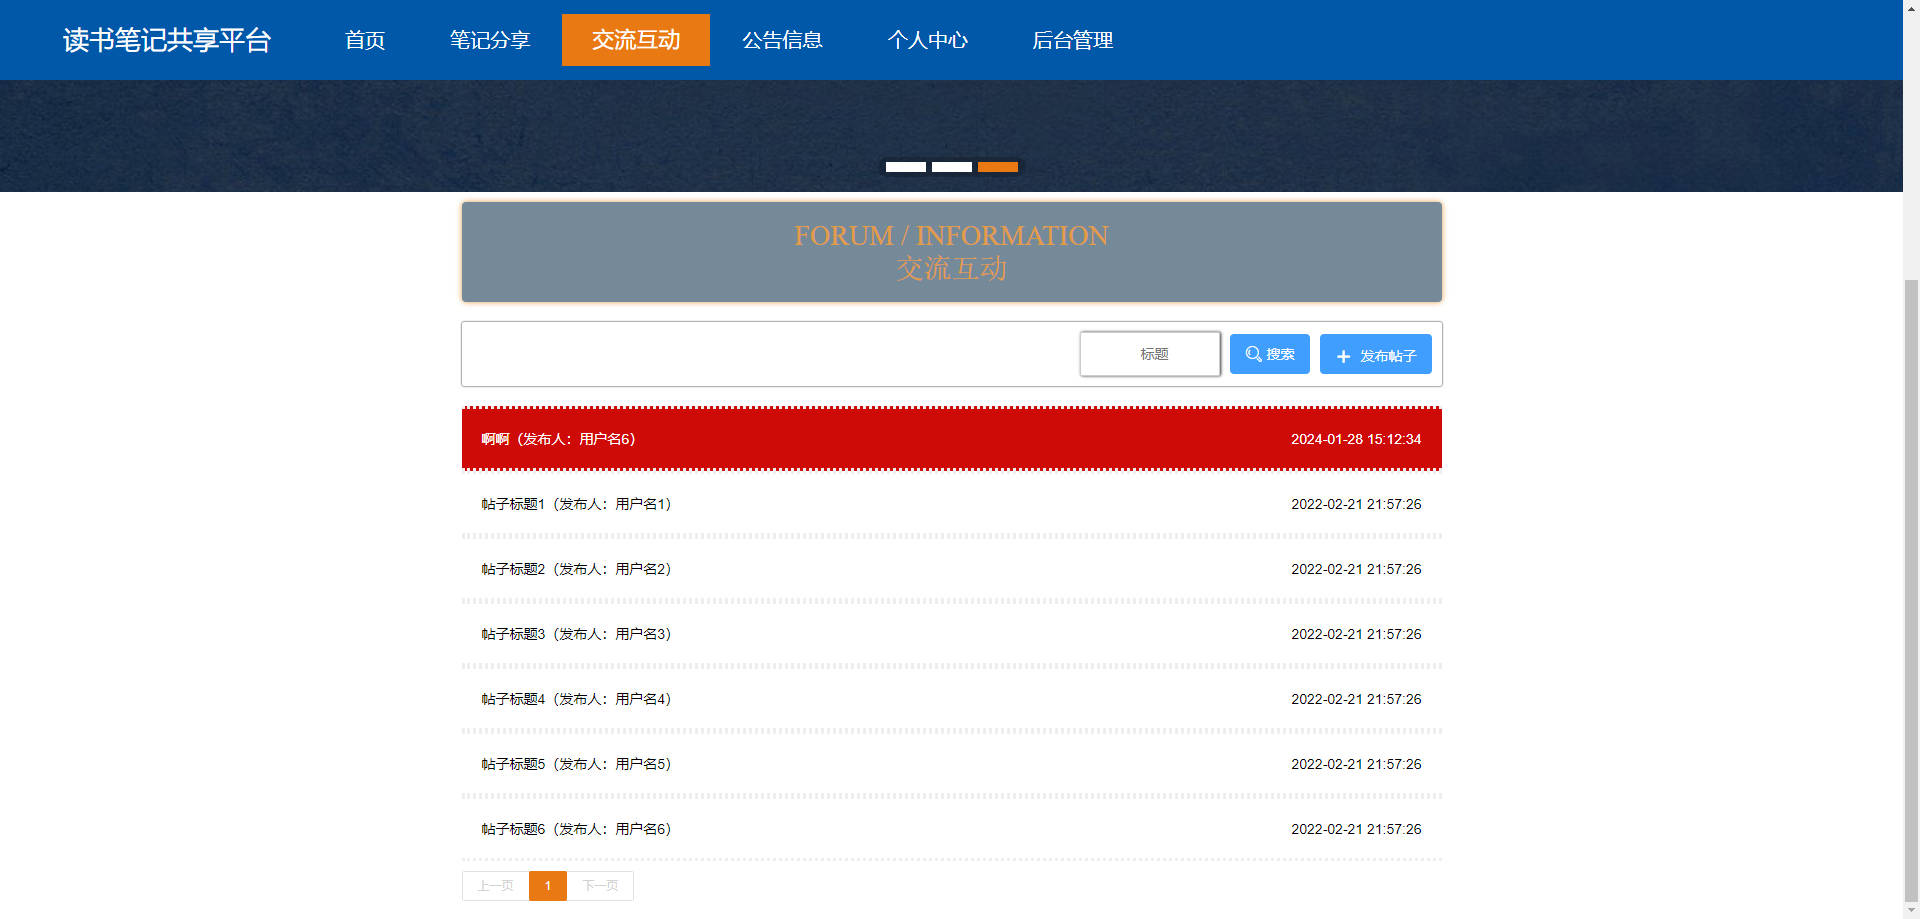 读书笔记共享平台 首页 笔记分享 交流互动 公告信息 个人中心 后台管理
FORUM / INFORMATION
交流互动
标题 搜索 发布帖子
啊啊（发布人：用户名6） 2024-01-28 15:12:34
帖子标题1（发布人：用户名1） 2022-02-21 21:57:26
帖子标题2（发布人：用户名2） 2022-02-21 21:57:26
帖子标题3（发布人：用户名3） 2022-02-21 21:57:26
帖子标题4（发布人：用户名4） 2022-02-21 21:57:26
帖子标题5（发布人：用户名5） 2022-02-21 21:57:26
帖子标题6（发布人：用户名6） 2022-02-21 21:57:26
上一页 1 下一页